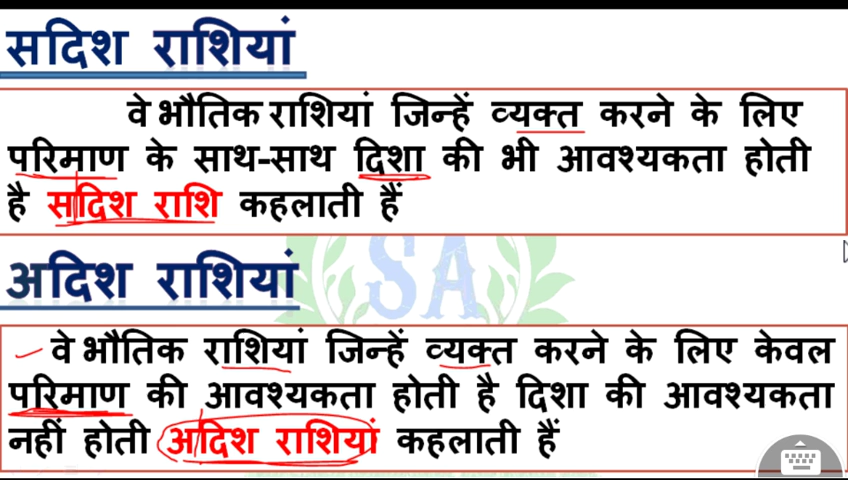 सदिश राशियां
वे भौतिक राशियां जिन्हें व्यक्त करने के लिए
परिमाण के साथ-साथ दिशा की भी आवश्यकता होती
है सदिश राशि कहलाती हैं
SA
अदिश राशियां
वे भौतिक राशियां जिन्हें व्यक्त करने के लिए केवल
परिमाण की आवश्यकता होती है दिशा की आवश्यकता
नहीं होती अदिश राशियां कहलाती हैं